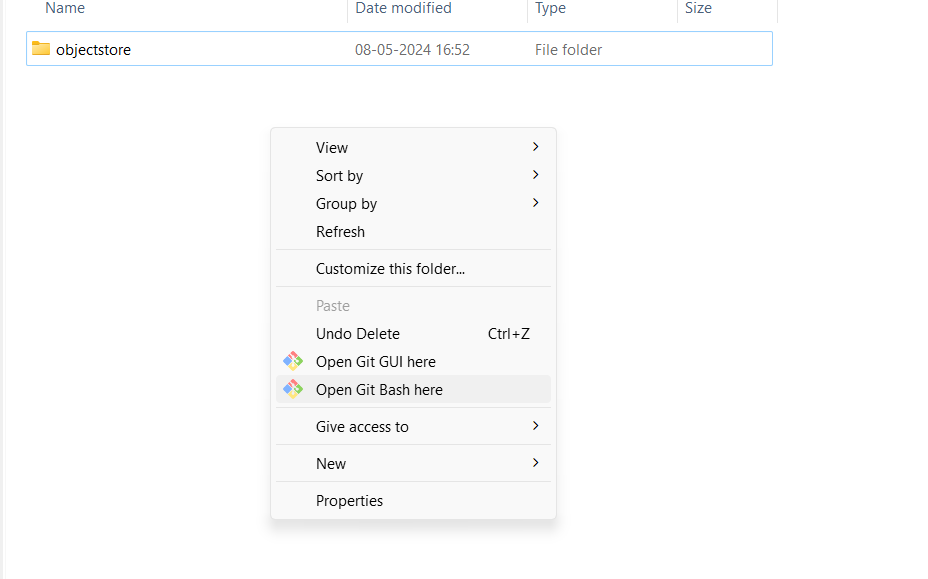 Name Date modified Type Size
objectstore 08-05-2024 16:52 File folder
View
Sort by
Group by
Refresh
Customize this folder...
Paste
Undo Delete Ctrl+Z
Open Git GUI here
Open Git Bash here
Give access to
New
Properties